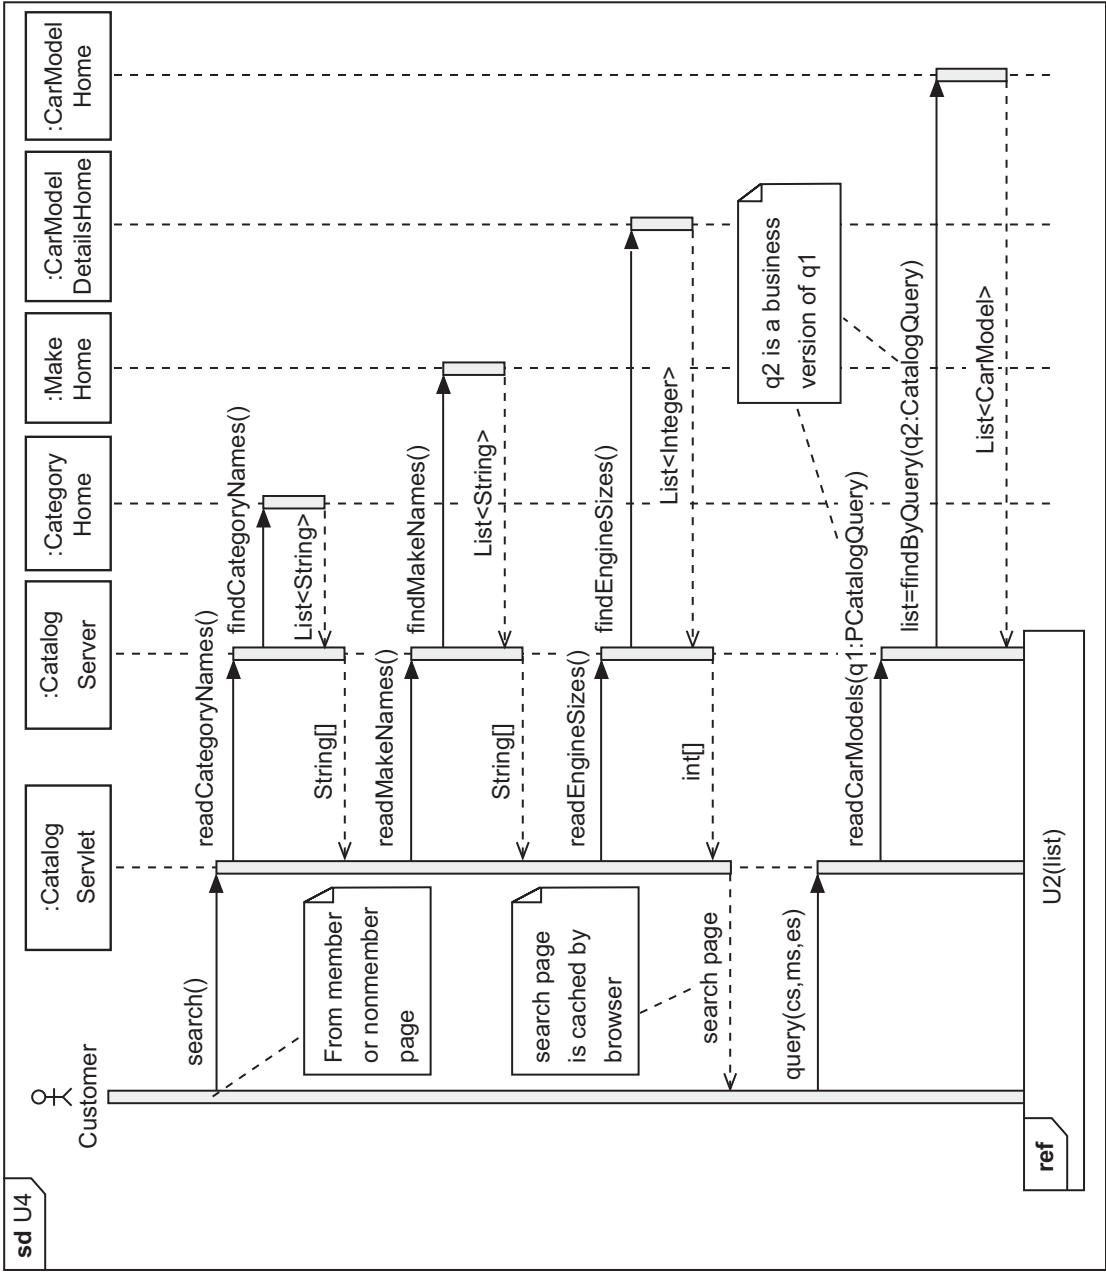 sd U4
Customer
:Catalog
Servlet
:Catalog
Server
:Category
Home
:Make
Home
:CarModel
DetailsHome
:CarModel
Home
search()
From member
or nonmember
page
readCategoryNames()
findCategoryNames()
List<String>
String[]
readMakeNames()
findMakeNames()
List<String>
String[]
readEngineSizes()
findEngineSizes()
List<Integer>
int[]
search page
is cached by
browser
search page
q2 is a business
version of q1
query(cs,ms,es)
readCarModels(q1:PCatalogQuery)
list=findByQuery(q2:CatalogQuery)
List<CarModel>
ref
U2(list)